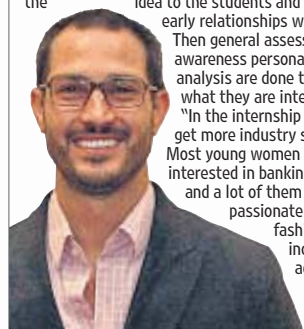 the
idea to the students and
early relationships w
Then general assess
awareness persona
analysis are done t
what they are inte
"In the internship
get more industry s
Most young women
interested in bankin
and a lot of them
passionate
fash
inc
a